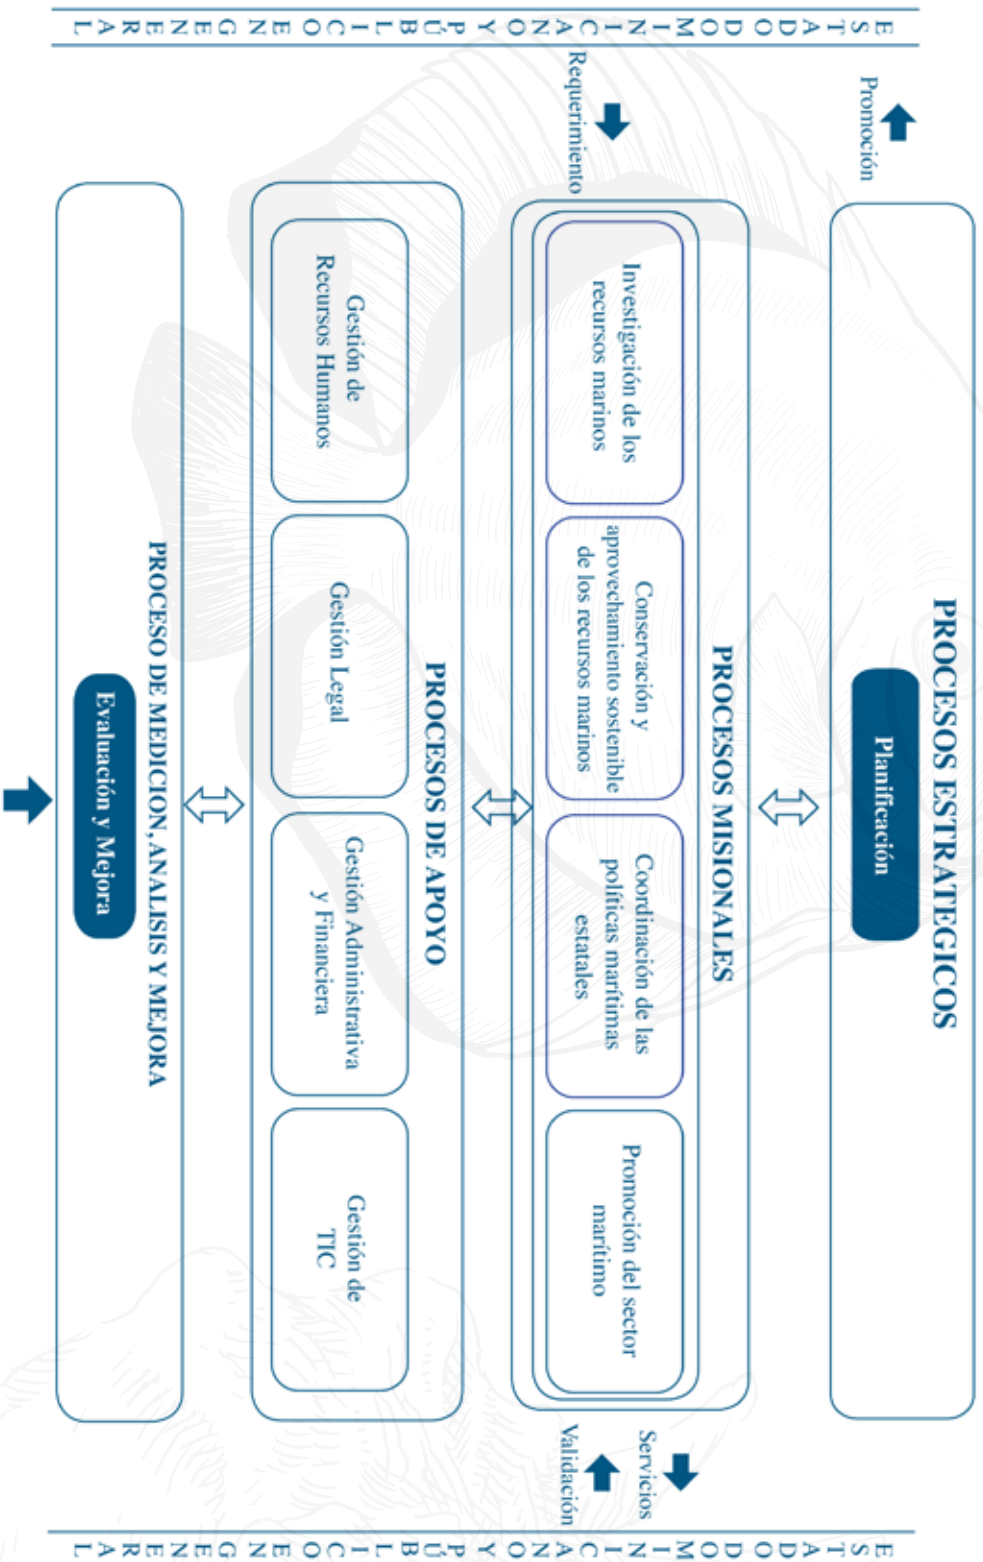 ESTADO DOMINICANO Y PÚBLICO EN GENERAL
Promoción
PROCESOS ESTRATEGICOS
Planificación
PROCESOS MISIONALES
Requerimiento
Investigación de los
recursos marinos
Conservación y
aprovechamiento sostenible
de los recursos marinos
Coordinación de las
políticas marítimas
estatales
Promoción del sector
marítimo
Servicios
Validación
PROCESOS DE APOYO
Gestión de
Recursos Humanos
Gestión Legal
Gestión Administrativa
y Financiera
Gestión de
TIC
PROCESO DE MEDICION, ANALISIS Y MEJORA
Evaluación y Mejora
ESTADO DOMINICANO Y PÚBLICO EN GENERAL